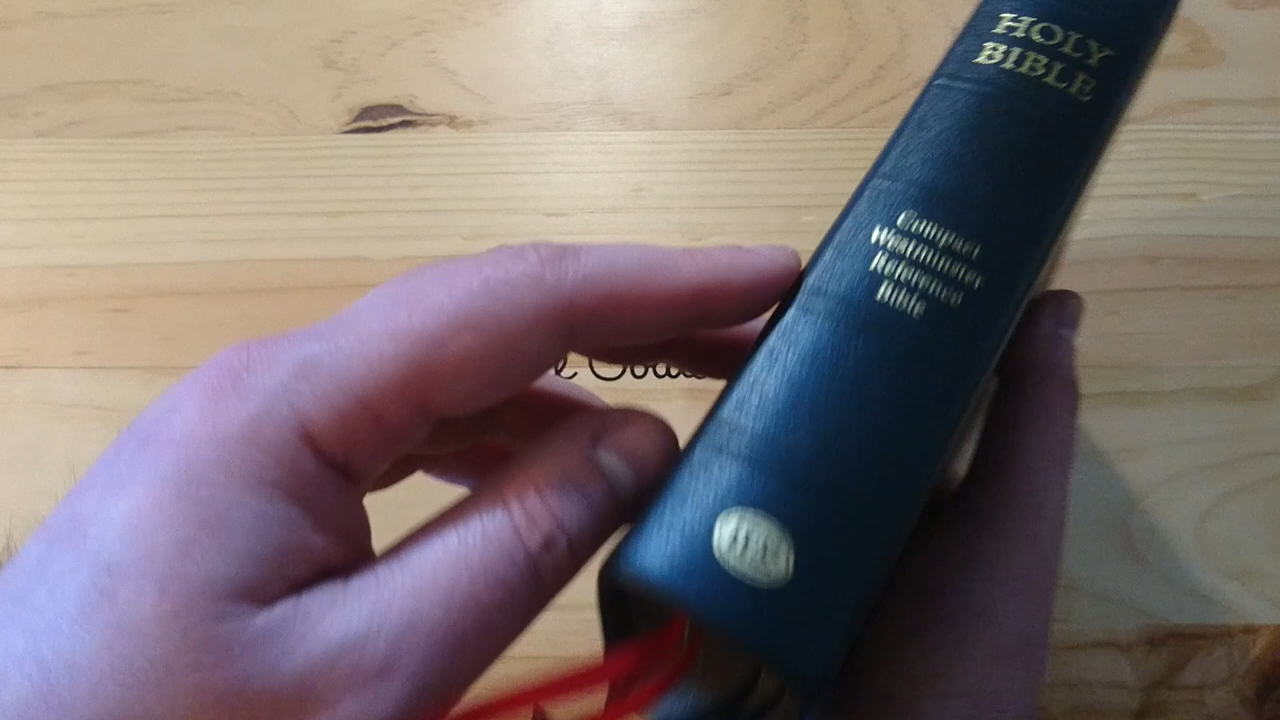 HOLY
BIBLE
Compact
Westminster
Reference
Bible